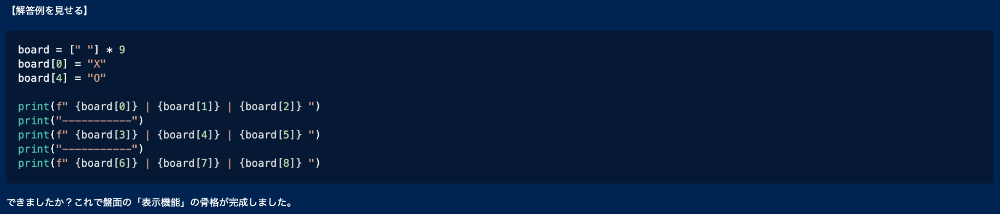 【解答例を見せる】
board = [" "] * 9
board[0] = "X"
board[4] = "O"
print(f" {board[0]} | {board[1]} | {board[2]} ")
print("-----------")
print(f" {board[3]} | {board[4]} | {board[5]} ")
print("-----------")
print(f" {board[6]} | {board[7]} | {board[8]} ")
できましたか？これで盤面の「表示機能」の骨格が完成しました。